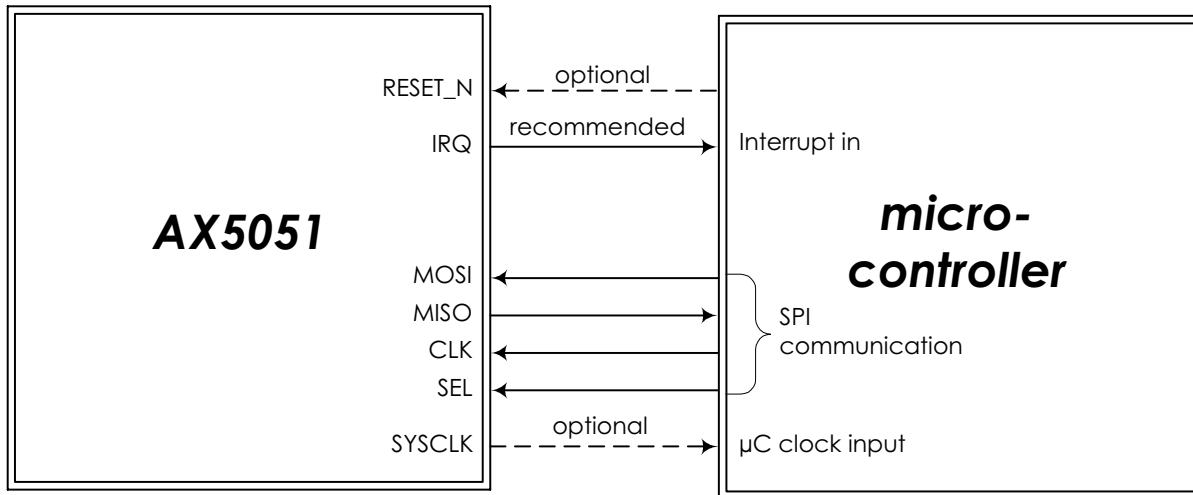 optional
RESET_N
recommended
IRQ
Interrupt in
AX5051
micro-
controller
MOSI
MISO
SPI
communication
CLK
SEL
optional
SYSCLK
µC clock input